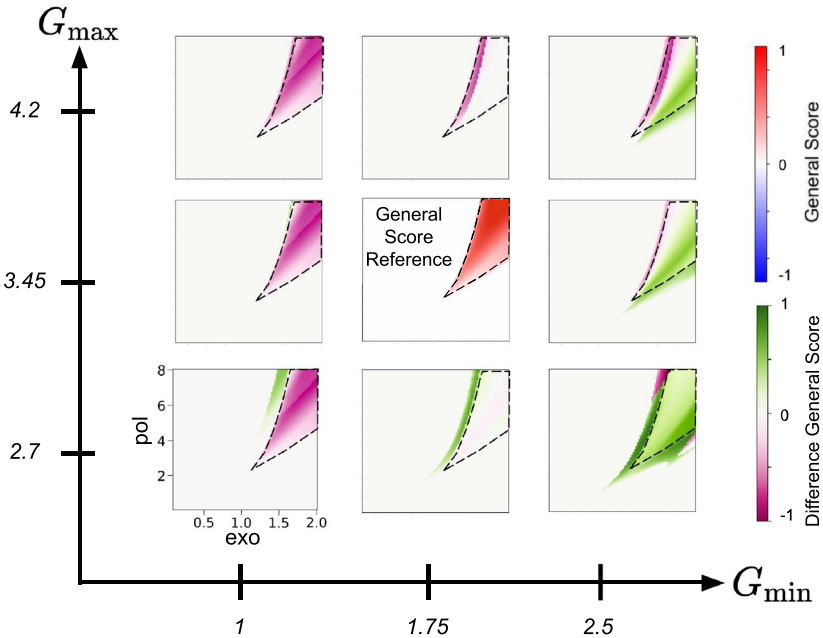 G_max
4.2
3.45
2.7
General
Score
Reference
8
6
4
2
pol
0.5 1.0 1.5 2.0
exo
1
0
-1
General Score
1
0
-1
Difference General Score
G_min
1 1.75 2.5